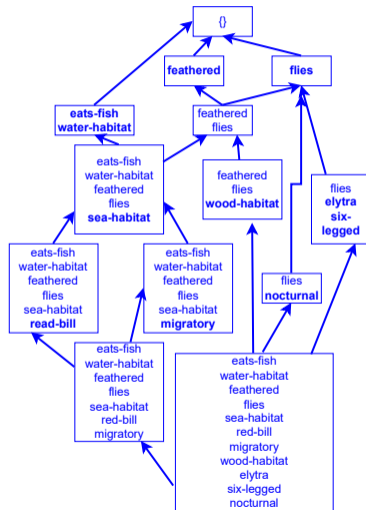 {}
feathered
flies
eats-fish
water-habitat
feathered
flies
eats-fish
water-habitat
feathered
flies
sea-habitat
feathered
flies
wood-habitat
flies
elytra
six-
legged
eats-fish
water-habitat
feathered
flies
sea-habitat
read-bill
eats-fish
water-habitat
feathered
flies
sea-habitat
migratory
flies
nocturnal
eats-fish
water-habitat
feathered
flies
sea-habitat
red-bill
migratory
eats-fish
water-habitat
feathered
flies
sea-habitat
red-bill
migratory
wood-habitat
elytra
six-legged
nocturnal